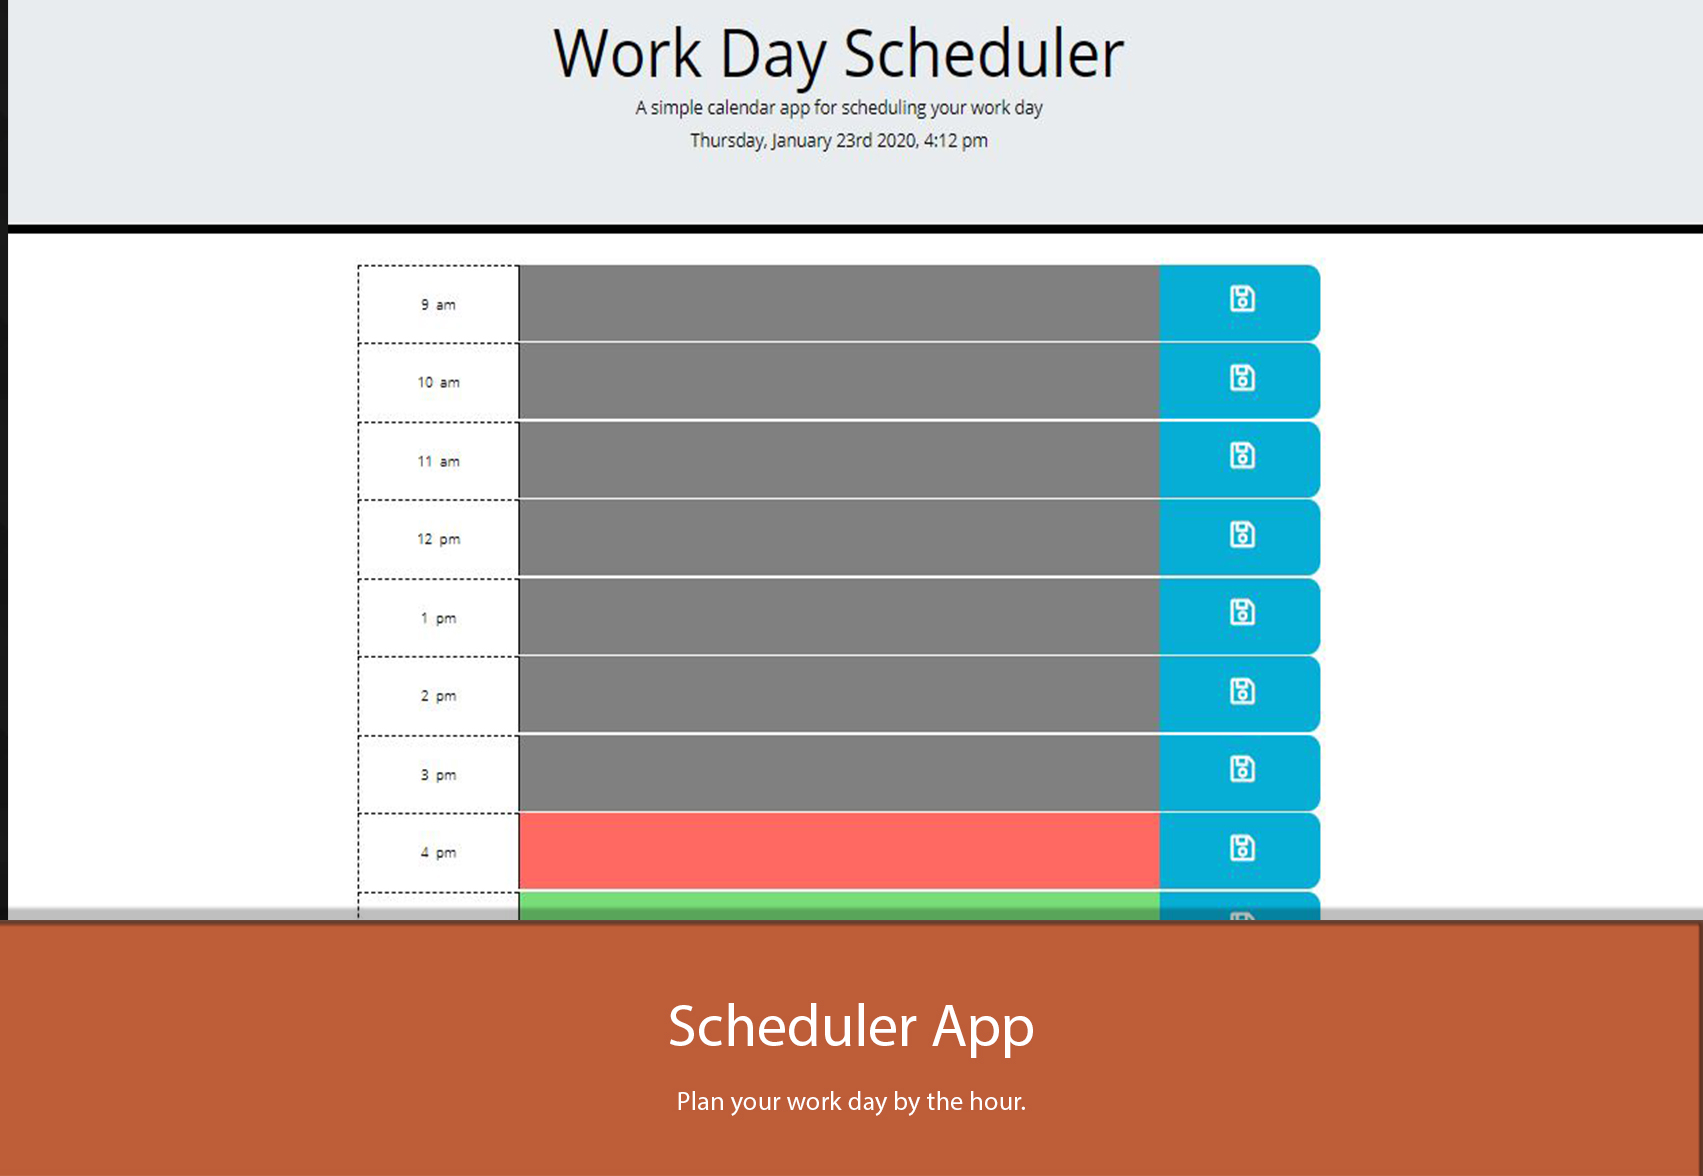 Work Day Scheduler
A simple calendar app for scheduling your work day
Thursday, January 23rd 2020, 4:12 pm
9 am
10 am
11 am
12 pm
1 pm
2 pm
3 pm
4 pm
Scheduler App
Plan your work day by the hour.